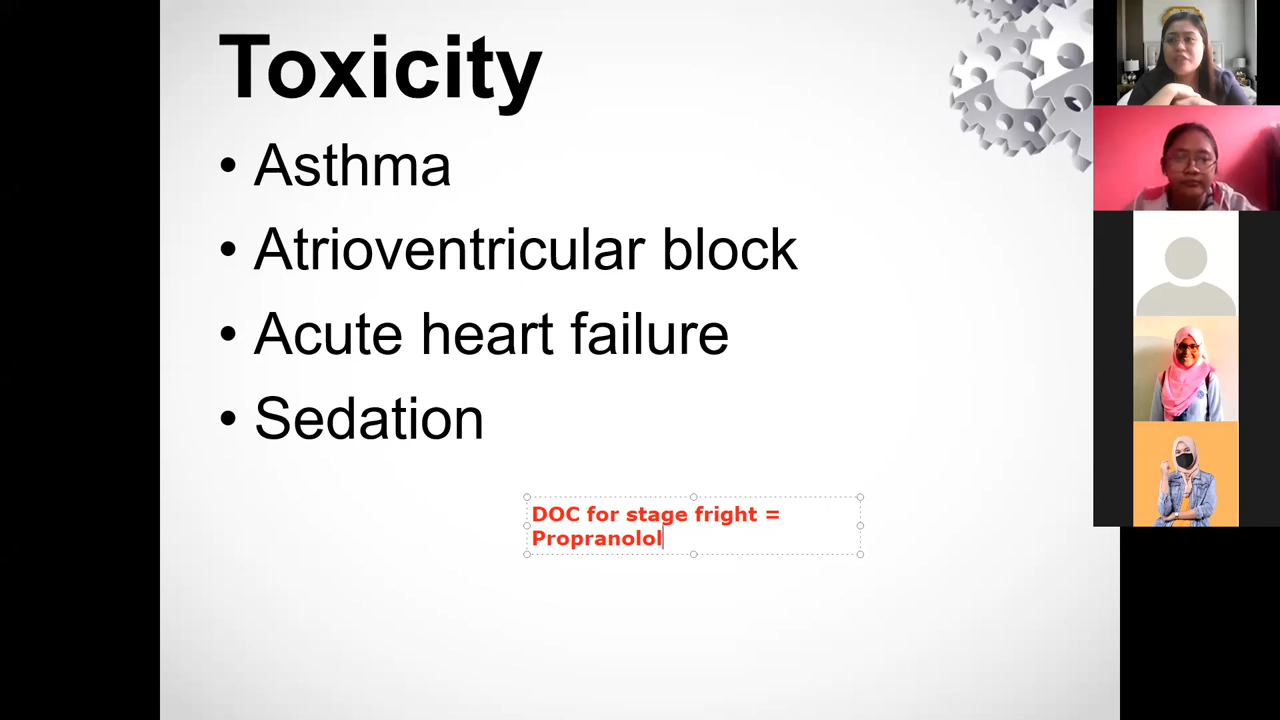 Toxicity
• Asthma
• Atrioventricular block
• Acute heart failure
• Sedation
DOC for stage fright =
Propranolol